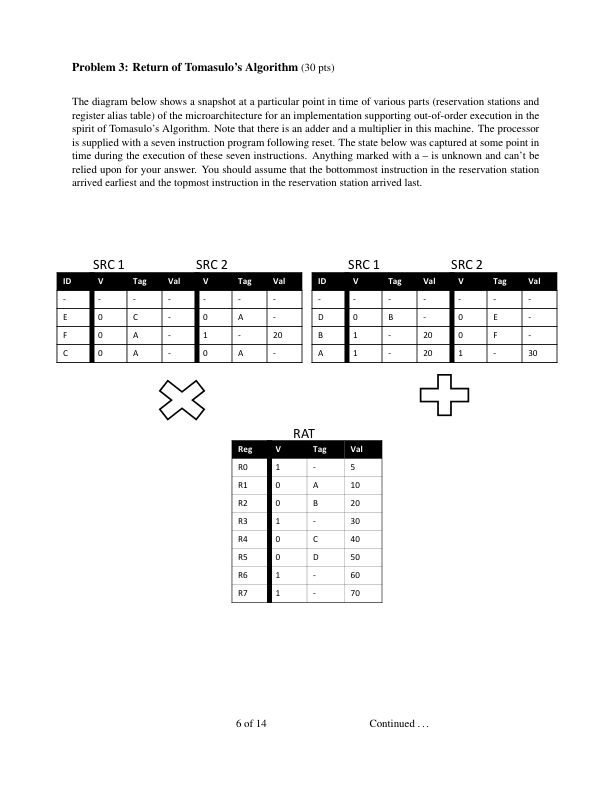 Problem 3: Return of Tomasulo's Algorithm (30 pts)
The diagram below shows a snapshot at a particular point in time of various parts (reservation stations and
register alias table) of the microarchitecture for an implementation supporting out-of-order execution in the
spirit of Tomasulo's Algorithm. Note that there is an adder and a multiplier in this machine. The processor
is supplied with a seven instruction program following reset. The state below was captured at some point in
time during the execution of these seven instructions. Anything marked with a – is unknown and can't be
relied upon for your answer. You should assume that the bottommost instruction in the reservation station
arrived earliest and the topmost instruction in the reservation station arrived last.
SRC 1 SRC 2
ID V Tag Val V Tag Val
- - - - - - -
E 0 C - 0 A -
F 0 A - 1 - 20
C 0 A - 0 A -
SRC 1 SRC 2
ID V Tag Val V Tag Val
- - - - - - -
D 0 B - 0 E -
B 1 - 20 0 F -
A 1 - 20 1 - 30
RAT
Reg V Tag Val
R0 1 - 5
R1 0 A 10
R2 0 B 20
R3 1 - 30
R4 0 C 40
R5 0 D 50
R6 1 - 60
R7 1 - 70
6 of 14 Continued . . .